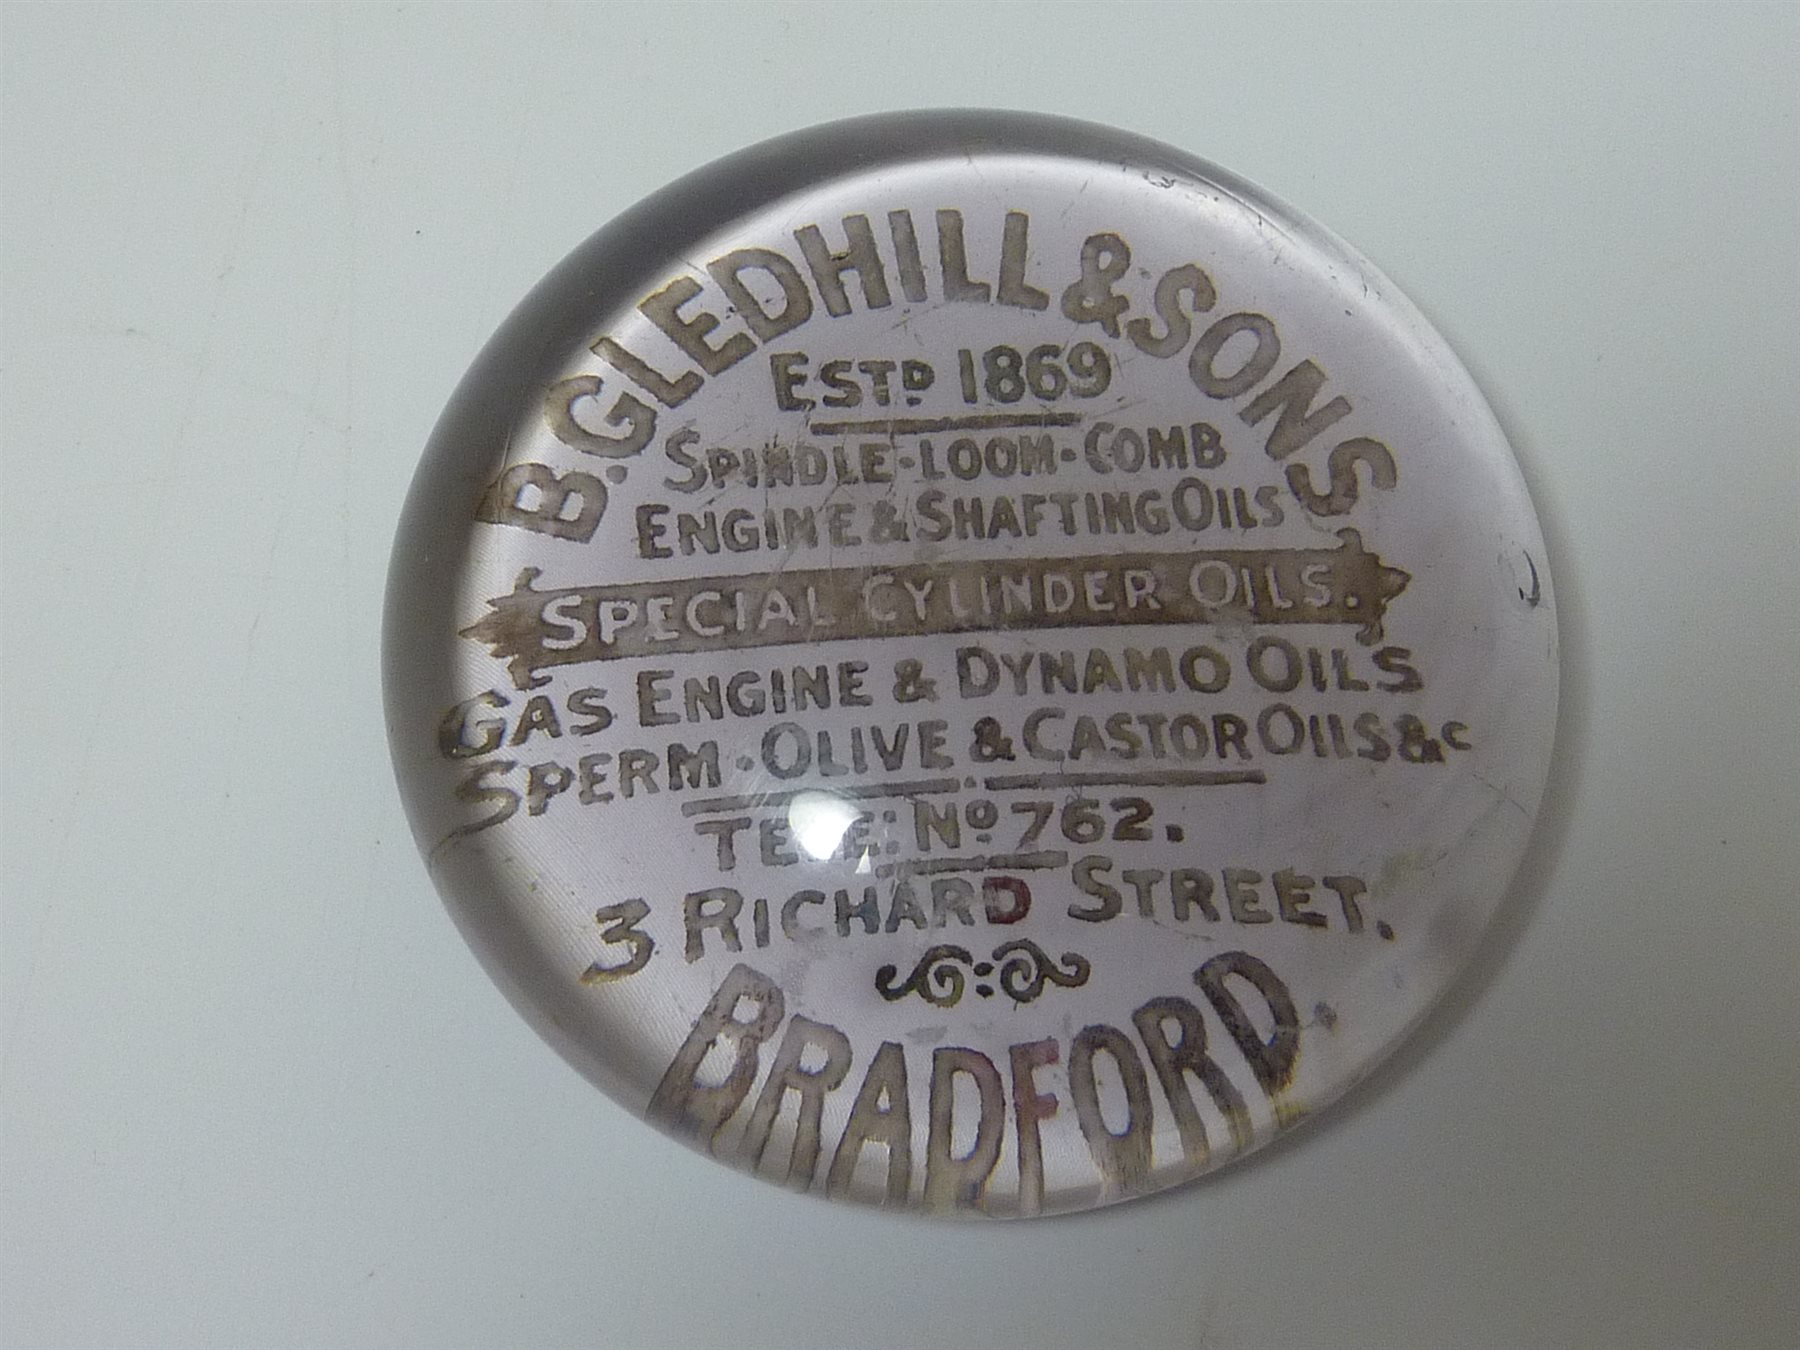 B. GLEDHILL & SONS
ESTD 1869
SPINDLE - LOOM - COMB
ENGINE & SHAFTING OILS
SPECIAL CYLINDER OILS.
GAS ENGINE & DYNAMO OILS
SPERM - OLIVE & CASTOR OILS &c
TELE: No 762.
3 RICHARD STREET.
BRADFORD.